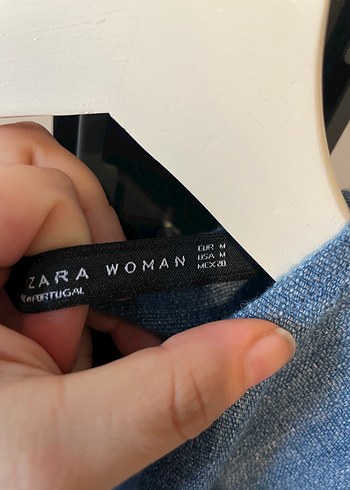 ZARA WOMAN
PORTUGAL
EUR M
USA M
MEX 28